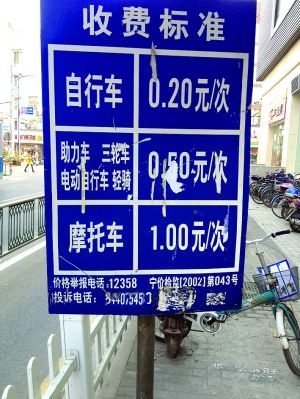 收费标准
自行车 0.20元/次
助力车 三轮车
电动自行车 轻骑
0.50元/次
摩托车 1.00元/次
价格举报电话:12358 宁价检监[2002]第043号
投诉电话: